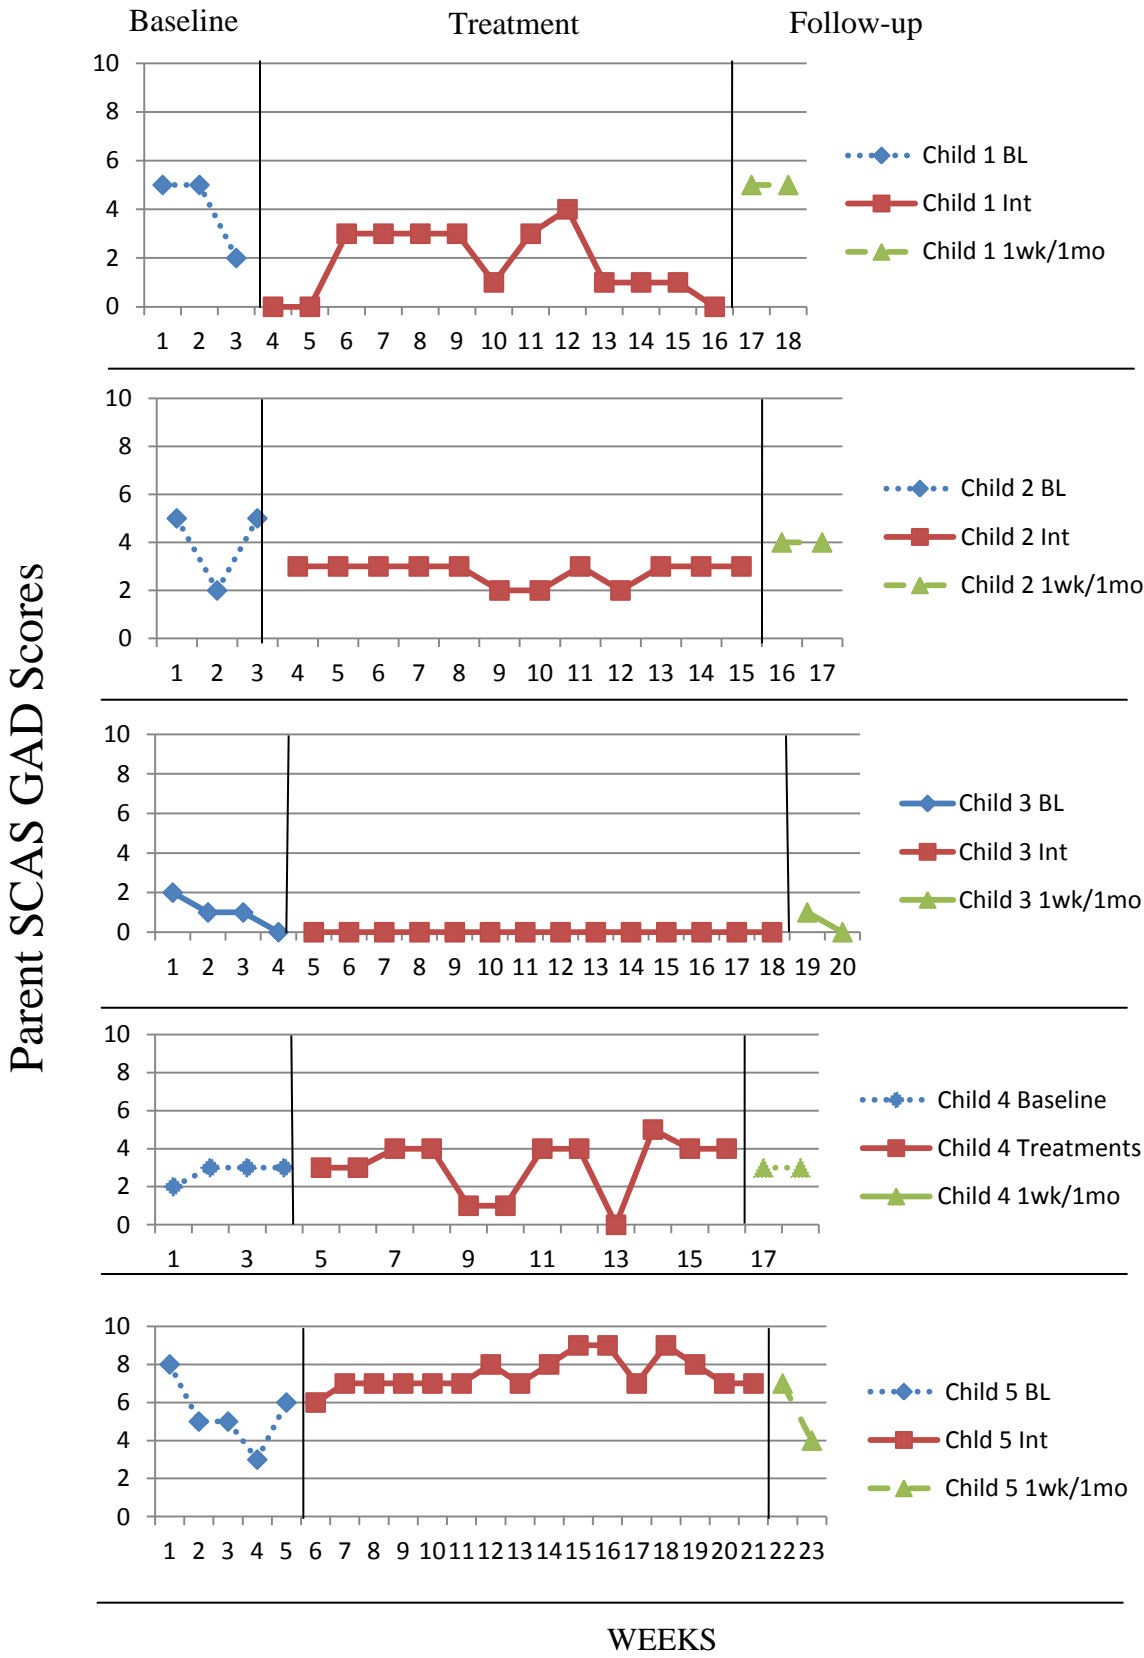 Baseline Treatment Follow-up
10
8
6
4
2
0
1 2 3 4 5 6 7 8 9 10 11 12 13 14 15 16 17 18
Child 1 BL
Child 1 Int
Child 1 1wk/1mo
10
8
6
4
2
0
1 2 3 4 5 6 7 8 9 10 11 12 13 14 15 16 17
Child 2 BL
Child 2 Int
Child 2 1wk/1mo
Parent SCAS GAD Scores
10
8
6
4
2
0
1 2 3 4 5 6 7 8 9 10 11 12 13 14 15 16 17 18 19 20
Child 3 BL
Child 3 Int
Child 3 1wk/1mo
10
8
6
4
2
0
1 3 5 7 9 11 13 15 17
Child 4 Baseline
Child 4 Treatments
Child 4 1wk/1mo
10
8
6
4
2
0
1 2 3 4 5 6 7 8 9 10 11 12 13 14 15 16 17 18 19 20 21 22 23
Child 5 BL
Chld 5 Int
Child 5 1wk/1mo
WEEKS